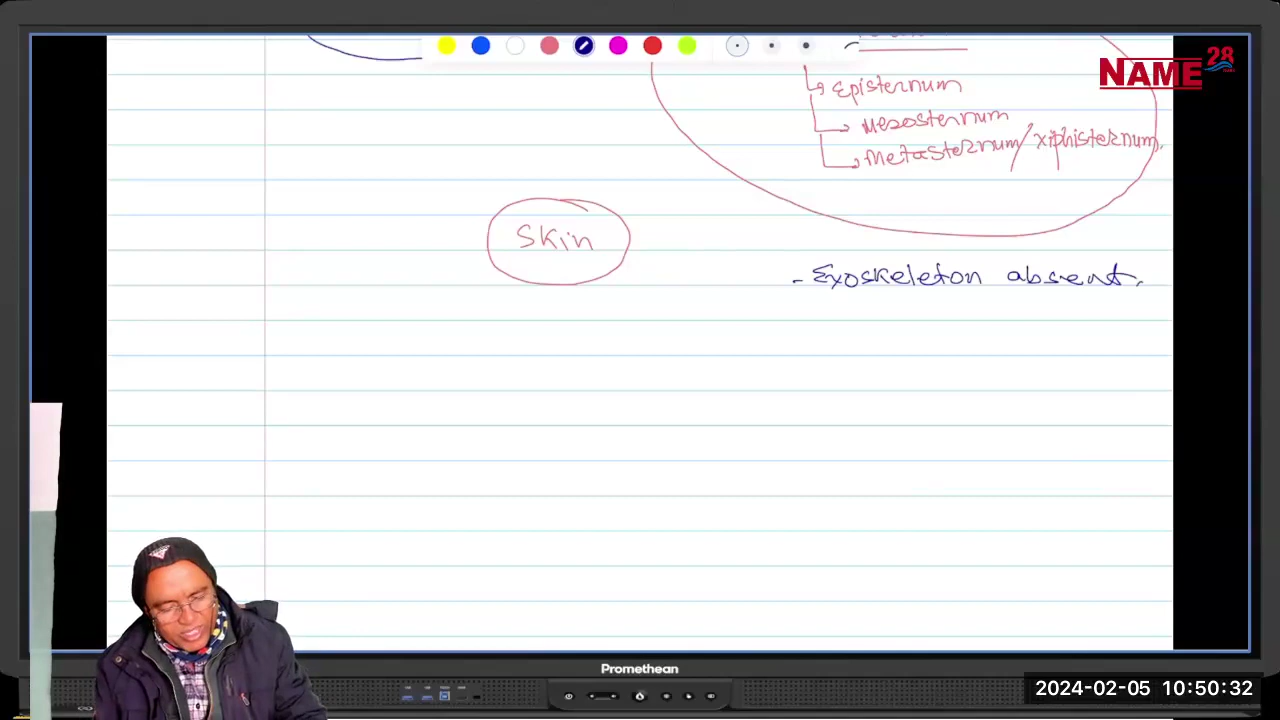 NAME 28
→ Episternum
→ Mesosternum
→ Metasternum/xiphisternum.
Skin
- Exoskeleton absent.
Promethean
2024-02-05 10:50:32